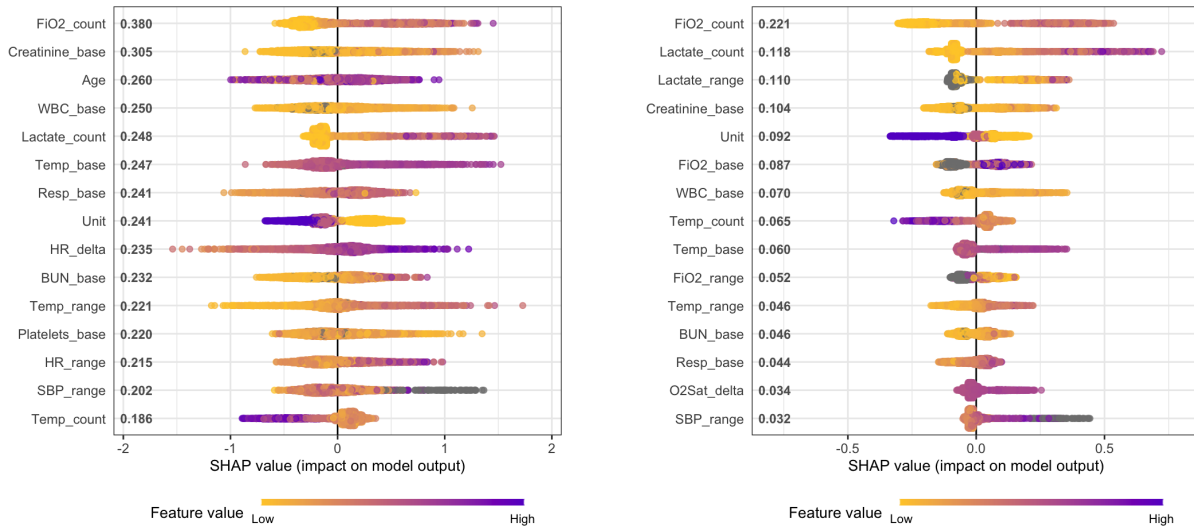 FiO2_count 0.380
Creatinine_base 0.305
Age 0.260
WBC_base 0.250
Lactate_count 0.248
Temp_base 0.247
Resp_base 0.241
Unit 0.241
HR_delta 0.235
BUN_base 0.232
Temp_range 0.221
Platelets_base 0.220
HR_range 0.215
SBP_range 0.202
Temp_count 0.186
-2 -1 0 1 2
SHAP value (impact on model output)
Feature value
Low High
FiO2_count 0.221
Lactate_count 0.118
Lactate_range 0.110
Creatinine_base 0.104
Unit 0.092
FiO2_base 0.087
WBC_base 0.070
Temp_count 0.065
Temp_base 0.060
FiO2_range 0.052
Temp_range 0.046
BUN_base 0.046
Resp_base 0.044
O2Sat_delta 0.034
SBP_range 0.032
-0.5 0.0 0.5
SHAP value (impact on model output)
Feature value
Low High